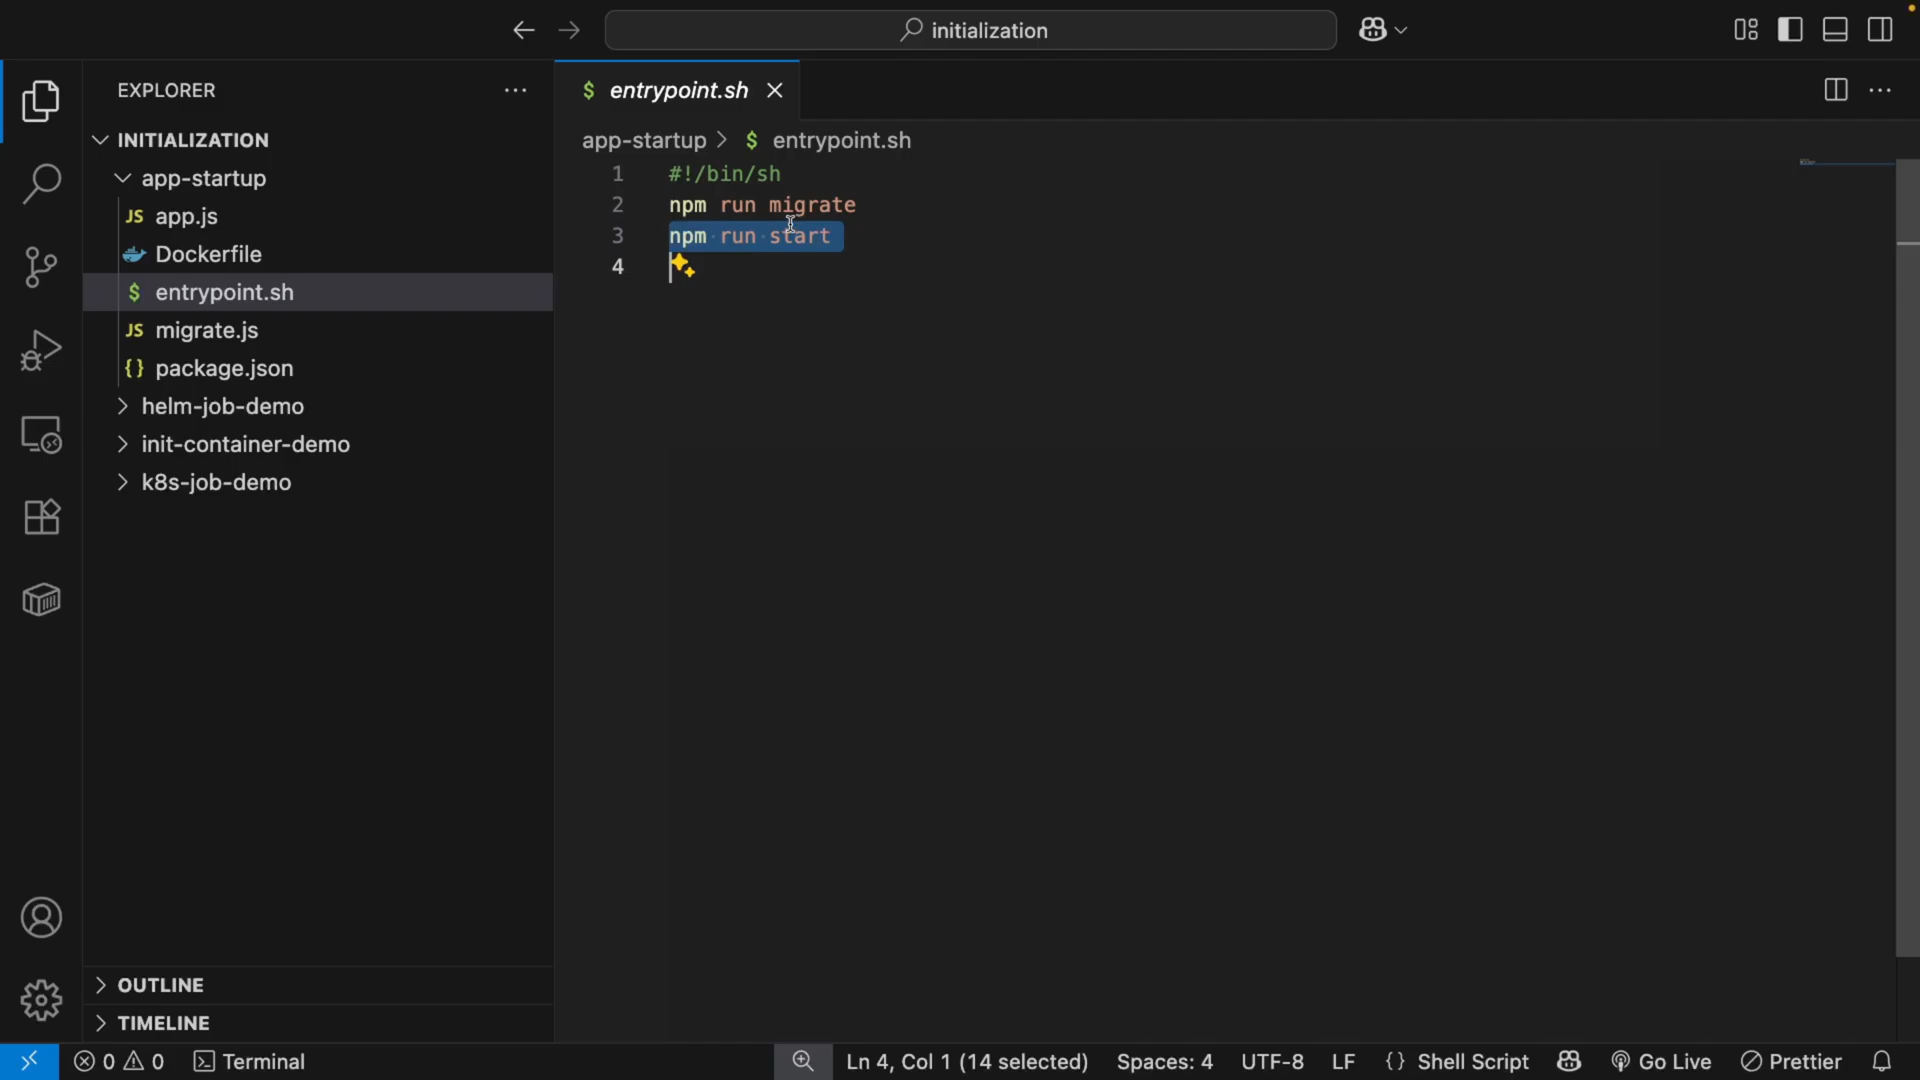 initialization
EXPLORER
INITIALIZATION
app-startup
JS app.js
Dockerfile
$ entrypoint.sh
JS migrate.js
{} package.json
helm-job-demo
init-container-demo
k8s-job-demo
OUTLINE
TIMELINE
$ entrypoint.sh
app-startup > $ entrypoint.sh
1 #!/bin/sh
2 npm run migrate
3 npm run start
4
0 0 Terminal Ln 4, Col 1 (14 selected) Spaces: 4 UTF-8 LF {} Shell Script Go Live Prettier